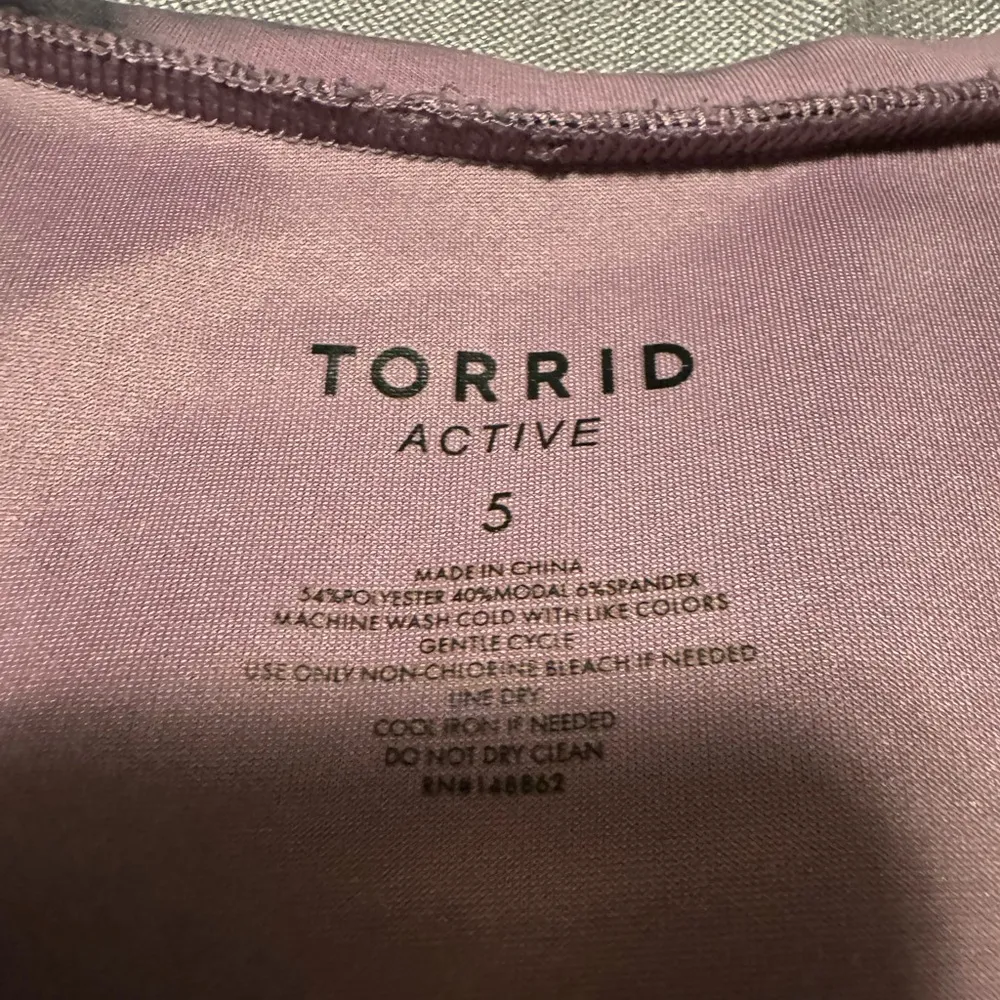 TORRID
ACTIVE
5
MADE IN CHINA
54%POLYESTER 40%MODAL 6%SPANDEX
MACHINE WASH COLD WITH LIKE COLORS
GENTLE CYCLE
USE ONLY NON-CHLORINE BLEACH IF NEEDED
LINE DRY
COOL IRON IF NEEDED
DO NOT DRY CLEAN
RN#148862